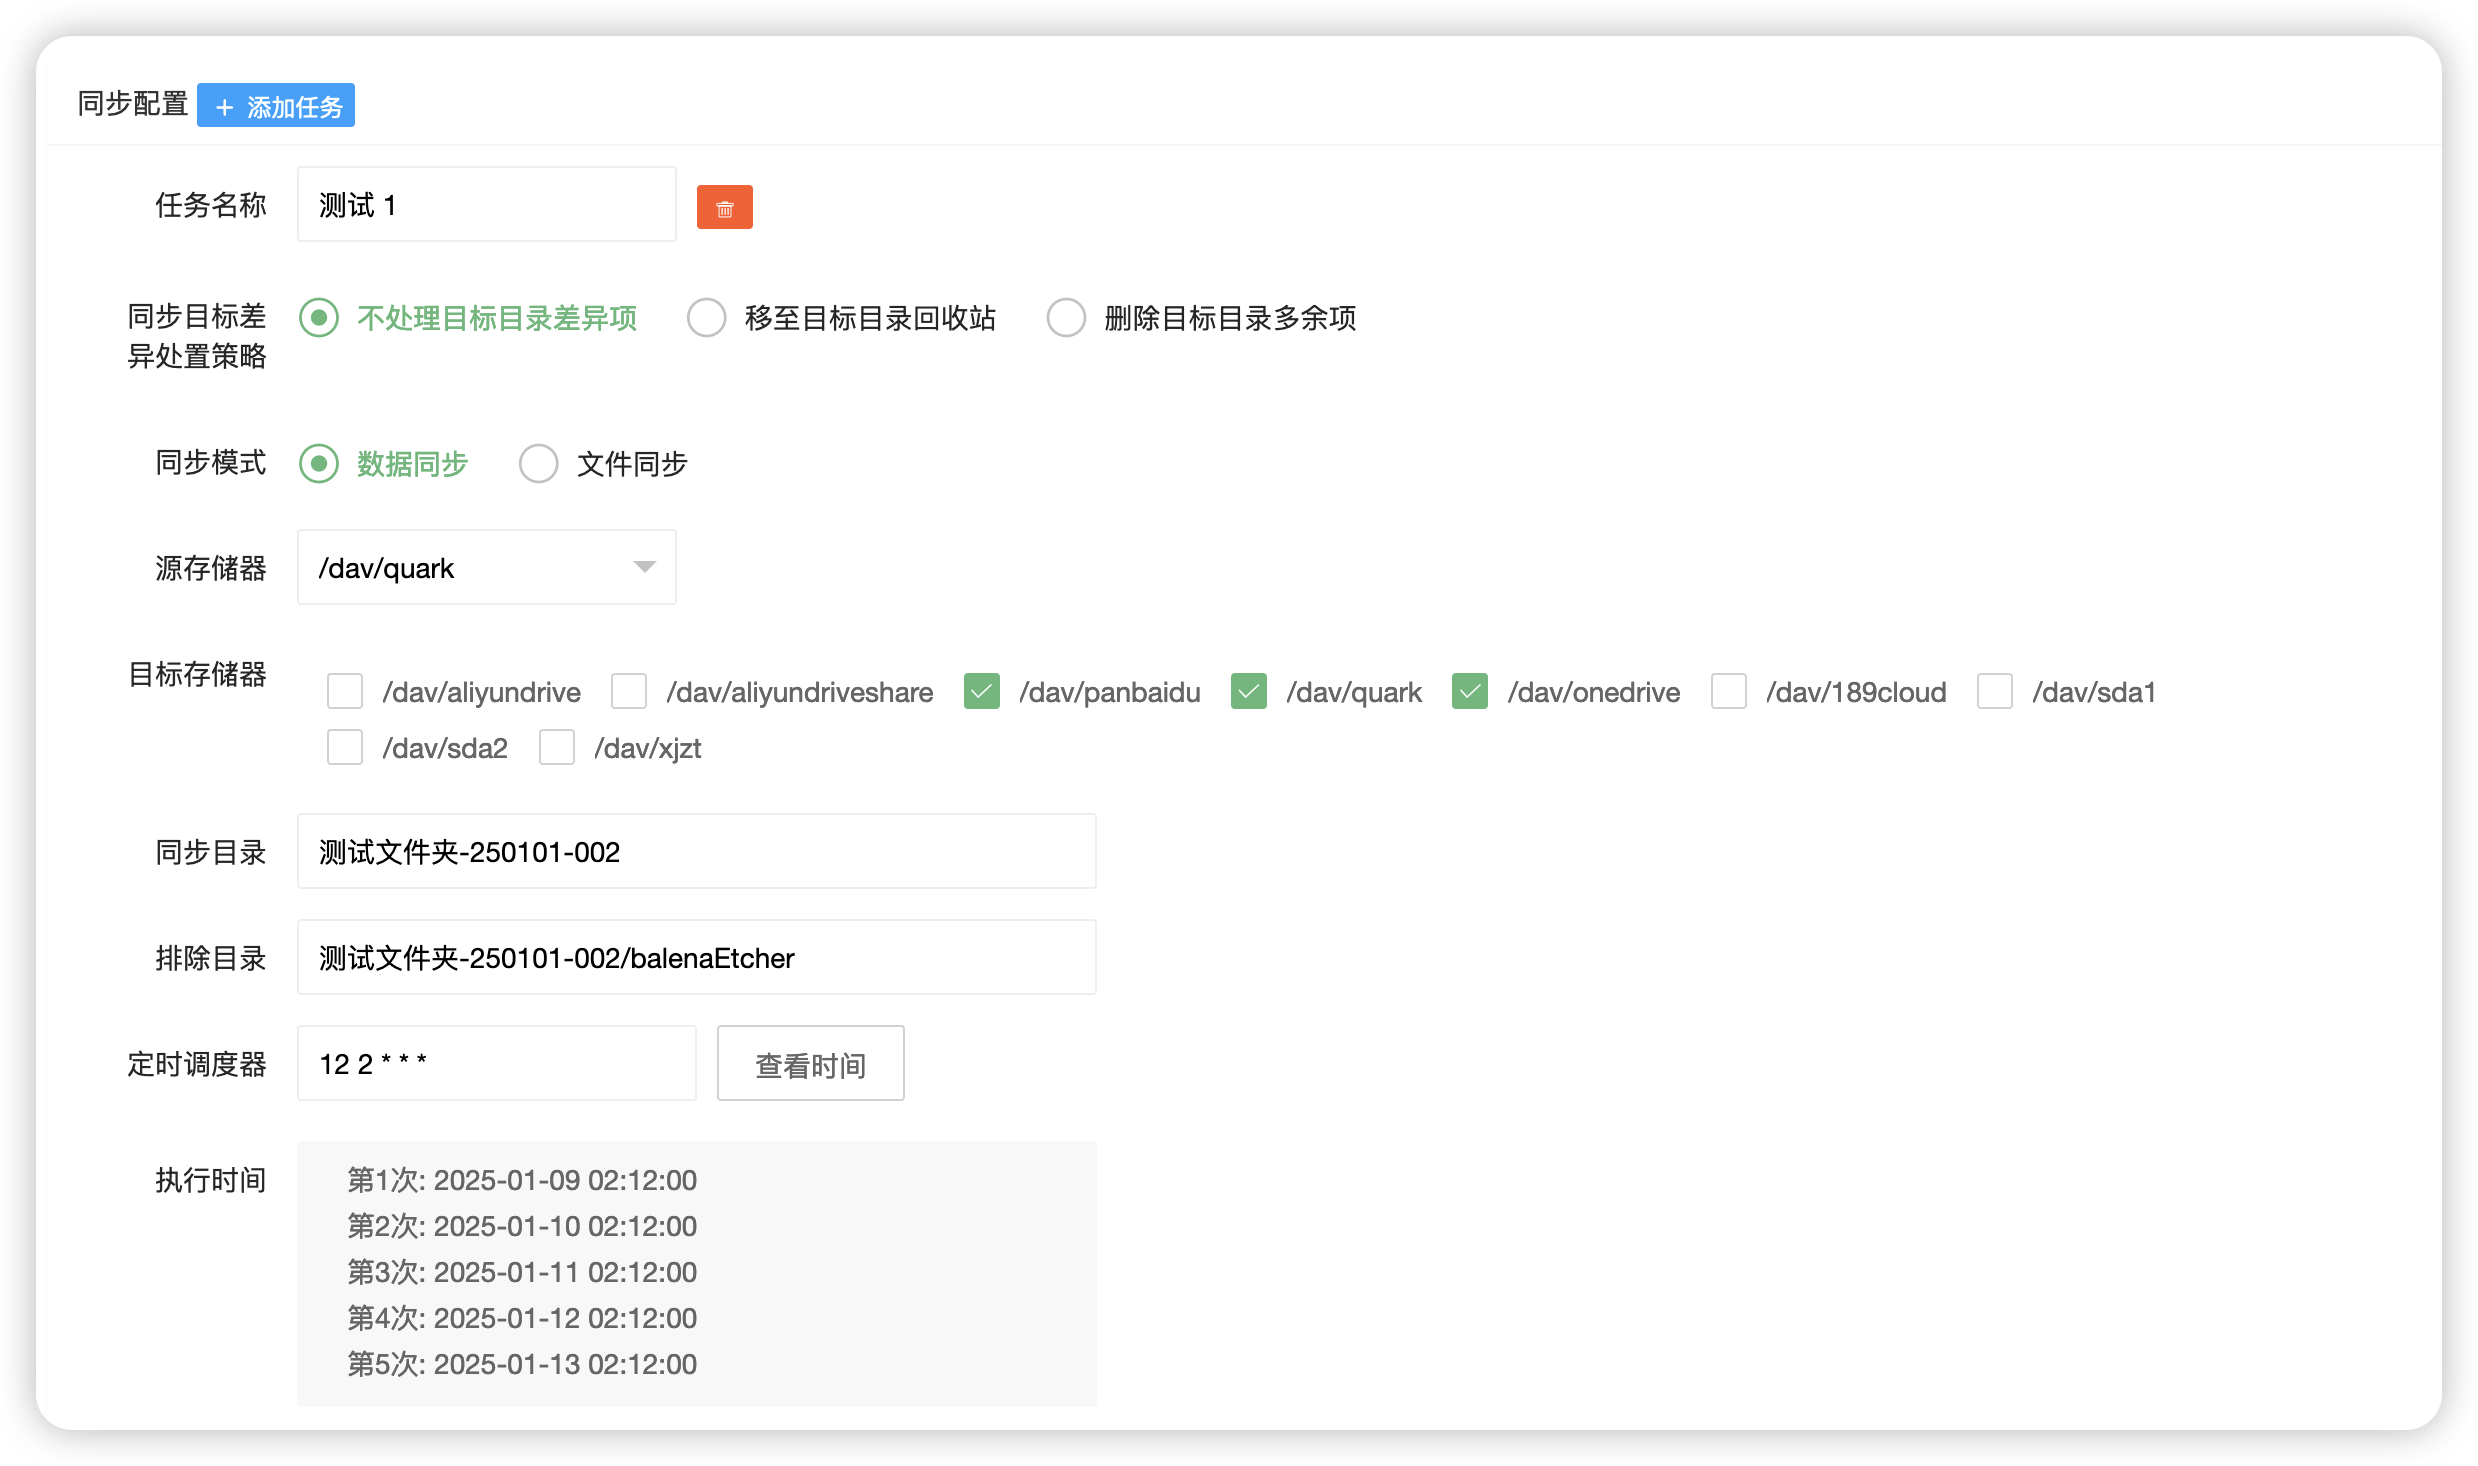 同步配置 + 添加任务
任务名称 测试 1
同步目标差异处置策略 不处理目标目录差异项 移至目标目录回收站 删除目标目录多余项
同步模式 数据同步 文件同步
源存储器 /dav/quark
目标存储器 /dav/aliyundrive /dav/aliyundriveshare /dav/panbaidu /dav/quark /dav/onedrive /dav/189cloud /dav/sda1
/dav/sda2 /dav/xjzt
同步目录 测试文件夹-250101-002
排除目录 测试文件夹-250101-002/balenaEtcher
定时调度器 12 2 * * * 查看时间
执行时间 第1次: 2025-01-09 02:12:00
第2次: 2025-01-10 02:12:00
第3次: 2025-01-11 02:12:00
第4次: 2025-01-12 02:12:00
第5次: 2025-01-13 02:12:00